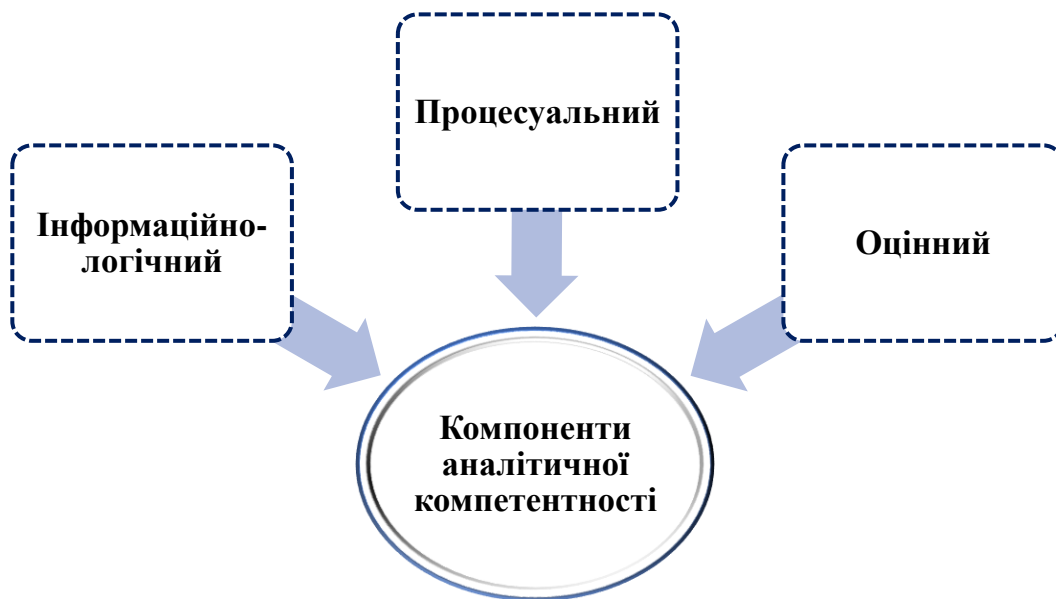 Процесуальний
Інформаційно-
логічний
Оцінний
Компоненти
аналітичної
компетентності